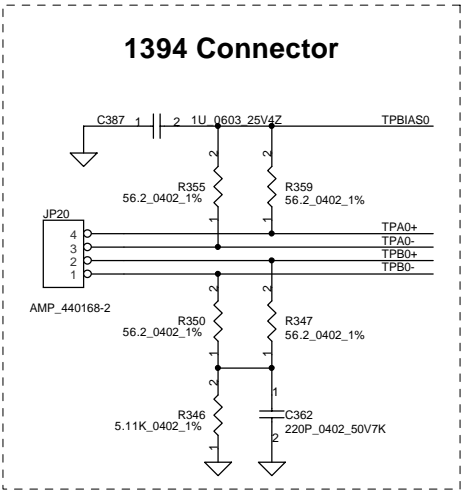 1394 Connector
C387 1 2 1U_0603_25V4Z TPBIAS0
2 2
R355 R359
56.2_0402_1% 56.2_0402_1%
1 1
JP20
4 TPA0+
3 TPA0-
2 TPB0+
1 TPB0-
AMP_440168-2
2 2
R350 R347
56.2_0402_1% 56.2_0402_1%
1 1
2 1
R346 C362
5.11K_0402_1% 220P_0402_50V7K
1 2